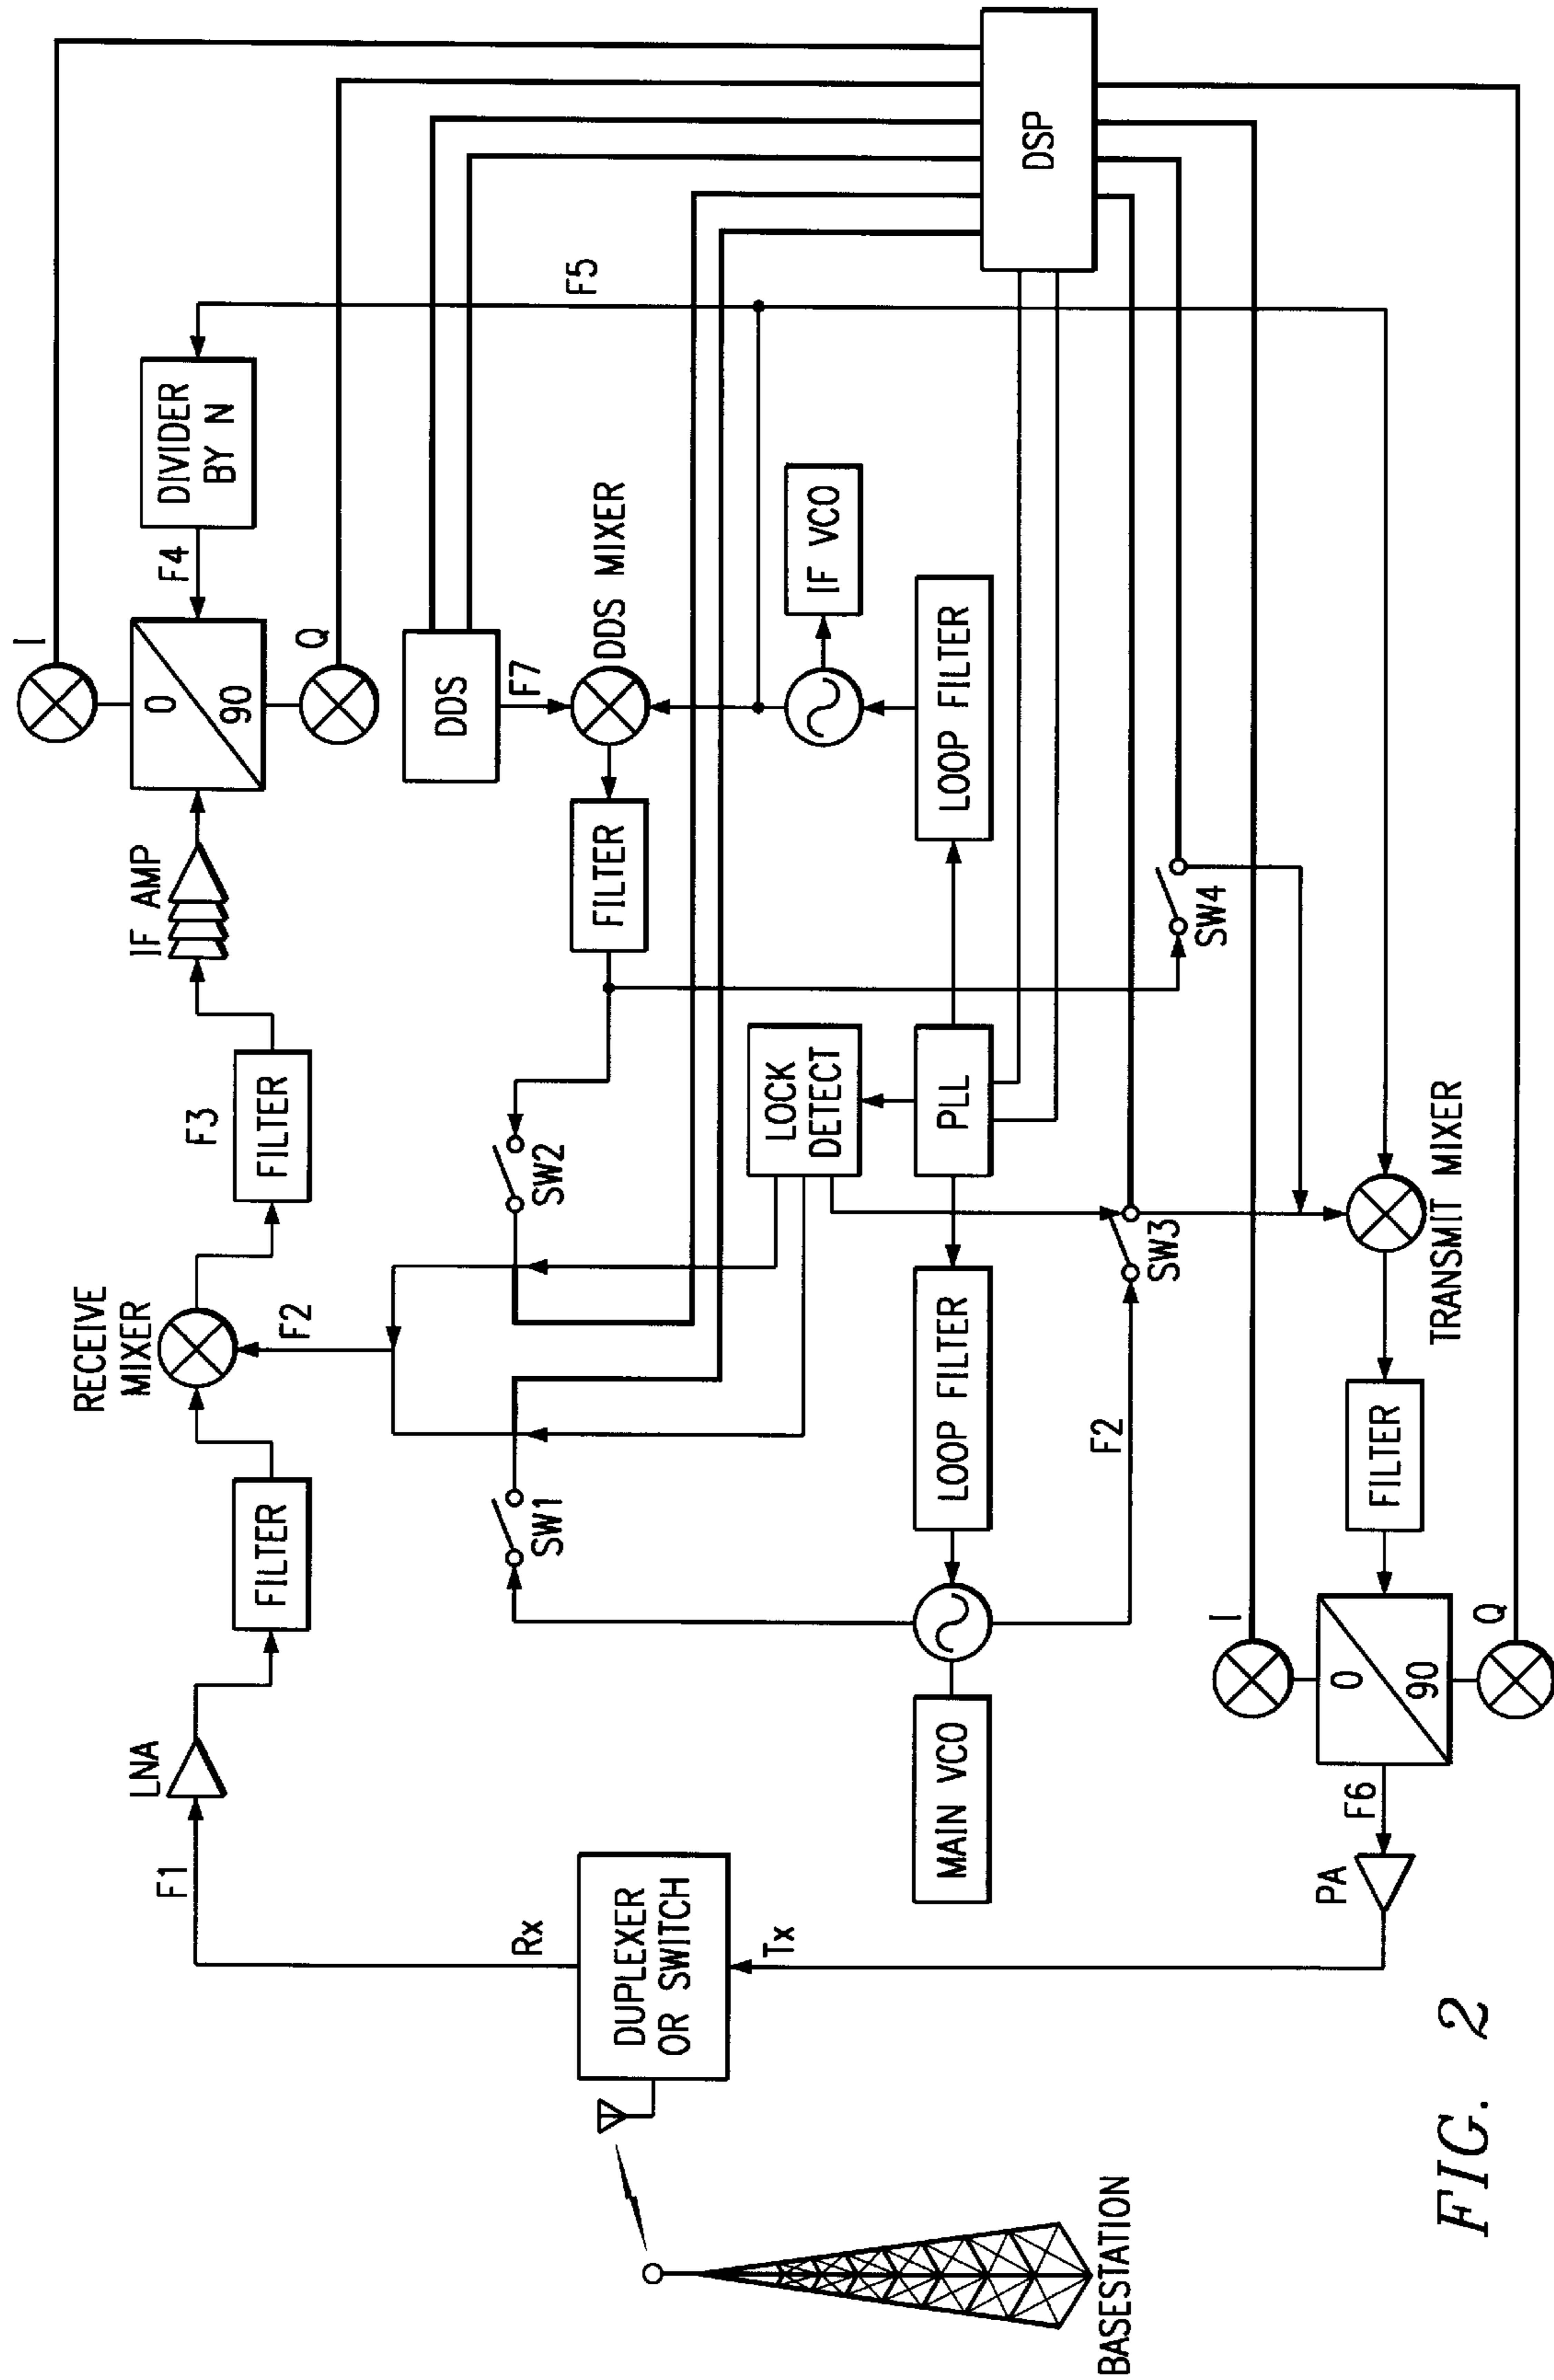 RECEIVE
MIXER
LNA
F1
FILTER
F2
F3
FILTER
IF AMP
0
90
I
Q
F4
DIVIDER
BY N
F5
DDS
F7
DDS MIXER
FILTER
SW1
SW2
Rx
DUPLEXER
OR SWITCH
Tx
LOCK
DETECT
IF VCO
MAIN VCO
LOOP FILTER
PLL
LOOP FILTER
DSP
F2
SW3
SW4
BASESTATION
I
0
90
Q
F6
PA
FILTER
TRANSMIT MIXER
FIG. 2